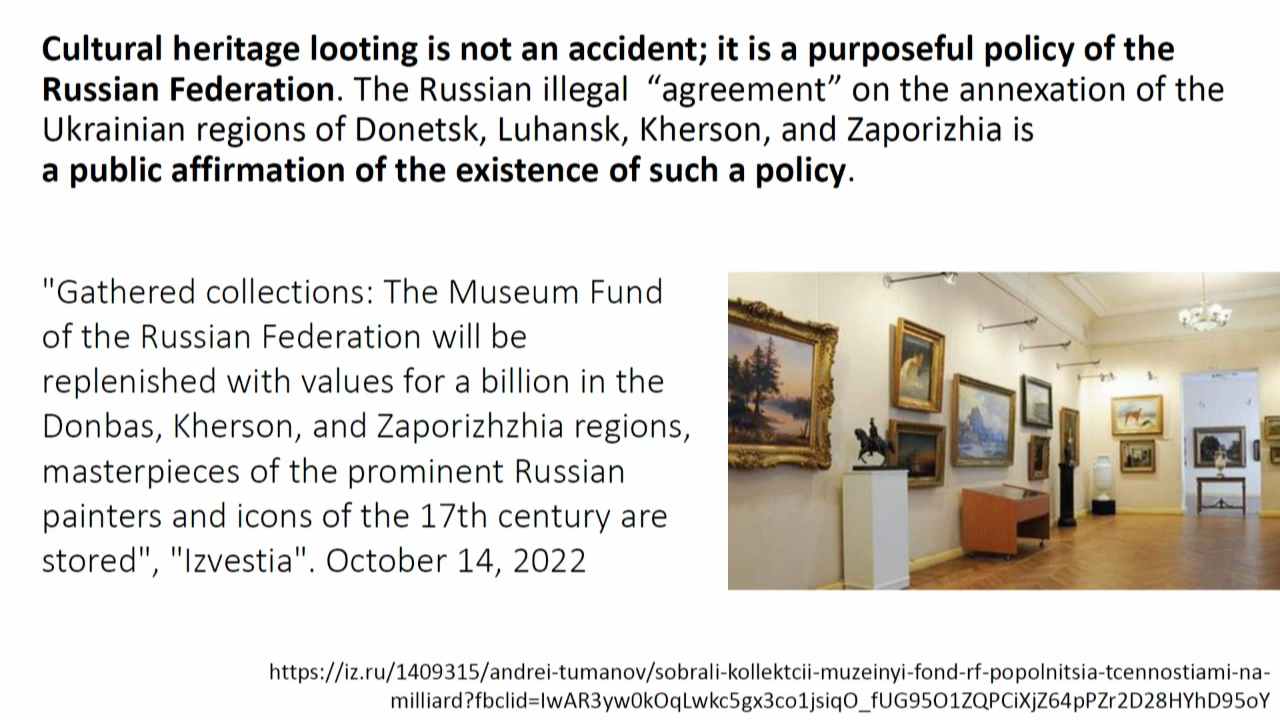 Cultural heritage looting is not an accident; it is a purposeful policy of the
Russian Federation. The Russian illegal “agreement” on the annexation of the
Ukrainian regions of Donetsk, Luhansk, Kherson, and Zaporizhia is
a public affirmation of the existence of such a policy.
"Gathered collections: The Museum Fund
of the Russian Federation will be
replenished with values for a billion in the
Donbas, Kherson, and Zaporizhzhia regions,
masterpieces of the prominent Russian
painters and icons of the 17th century are
stored", "Izvestia". October 14, 2022
https://iz.ru/1409315/andrei-tumanov/sobrali-kollektcii-muzeinyi-fond-rf-popolnitsia-tcennostiami-na-
milliard?fbclid=IwAR3yw0kOqLwkc5gx3co1jsiqO_fUG95O1ZQPCiXjZ64pPZr2D28HYhD95oY